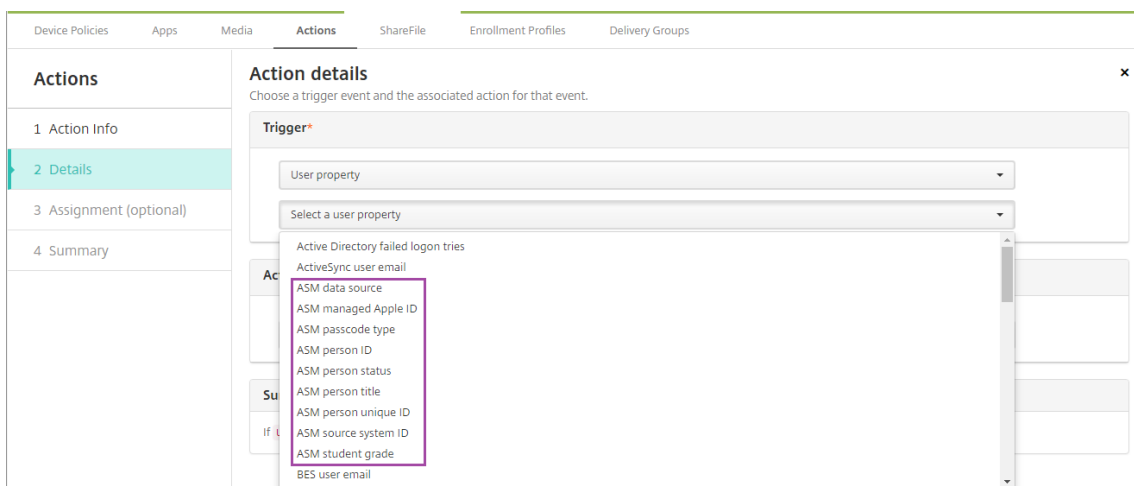 Device Policies Apps Media Actions ShareFile Enrollment Profiles Delivery Groups
Actions
1 Action Info
2 Details
3 Assignment (optional)
4 Summary
Action details
Choose a trigger event and the associated action for that event.
Trigger*
User property
Select a user property
Active Directory failed logon tries
ActiveSync user email
ASM data source
ASM managed Apple ID
ASM passcode type
ASM person ID
ASM person status
ASM person title
ASM person unique ID
ASM source system ID
ASM student grade
BES user email
If